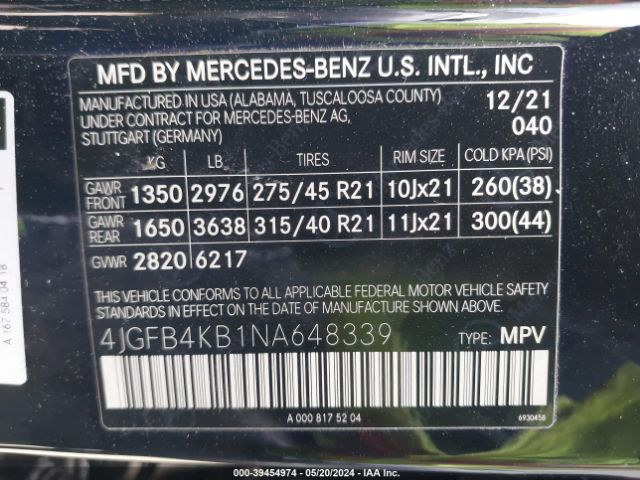 MFD BY MERCEDES-BENZ U.S. INTL., INC
MANUFACTURED IN USA (ALABAMA, TUSCALOOSA COUNTY) 12/21
UNDER CONTRACT FOR MERCEDES-BENZ AG, 040
STUTTGART (GERMANY)
KG LB TIRES RIM SIZE COLD KPA (PSI)
GAWR FRONT 1350 2976 275/45 R21 10Jx21 260(38)
GAWR REAR 1650 3638 315/40 R21 11Jx21 300(44)
GVWR 2820 6217
THIS VEHICLE CONFORMS TO ALL APPLICABLE FEDERAL MOTOR VEHICLE SAFETY
STANDARDS IN EFFECT ON THE DATE OF MANUFACTURE SHOWN ABOVE.
4JGFB4KB1NA648339 TYPE: MPV
A 000 817 52 04 6930458
A 167 584 04 18
000-39454974 | 05/20/2024 | IAA Inc.